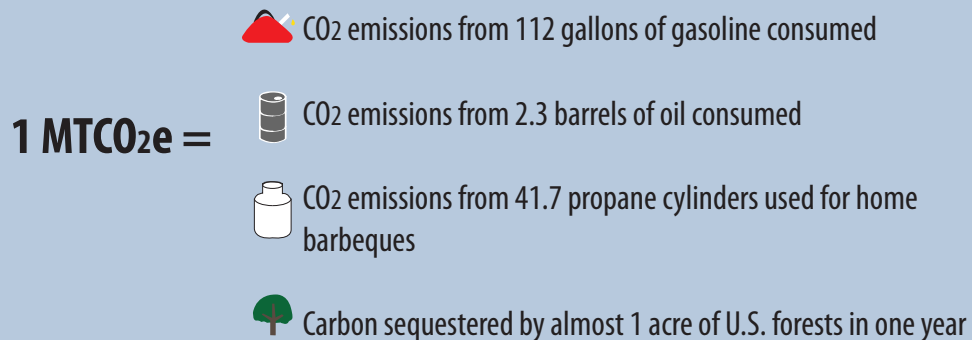 CO2 emissions from 112 gallons of gasoline consumed
1 MTCO2e =
CO2 emissions from 2.3 barrels of oil consumed
CO2 emissions from 41.7 propane cylinders used for home
barbeques
Carbon sequestered by almost 1 acre of U.S. forests in one year